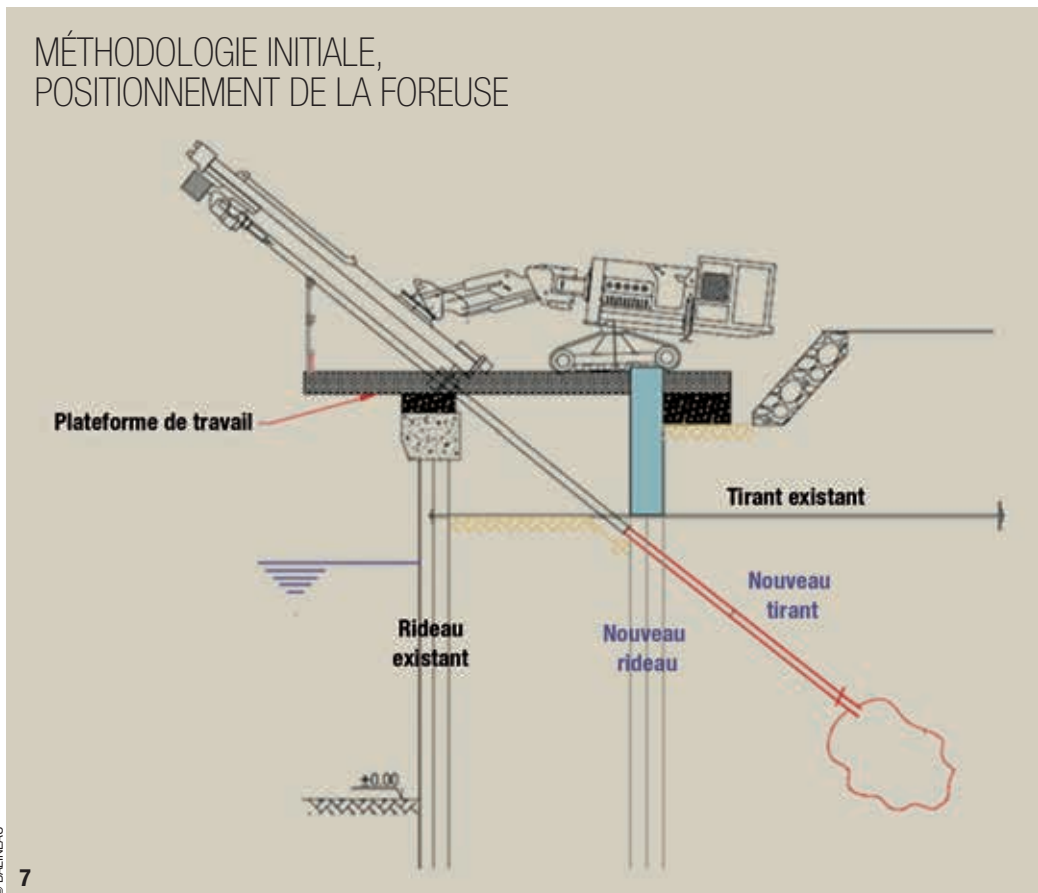 MÉTHODOLOGIE INITIALE,
POSITIONNEMENT DE LA FOREUSE
Plateforme de travail
Tirant existant
Nouveau
tirant
Rideau
existant
Nouveau
rideau
±0.00
7